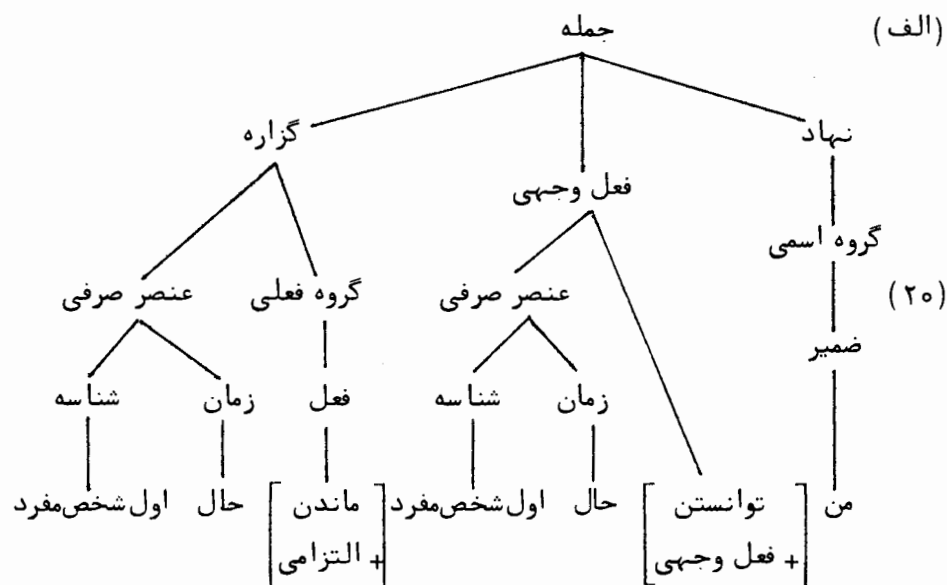 (الف)
جمله
نهاد گزاره
فعل وجهی
گروه اسمی
(۲۰)
گروه فعلی عنصر صرفی عنصر صرفی
ضمیر
زمان شناسه فعل زمان شناسه
من [توانستن حال اول‌شخص‌مفرد [ماندن حال اول‌شخص‌مفرد
+ فعل وجهی] + التزامی]